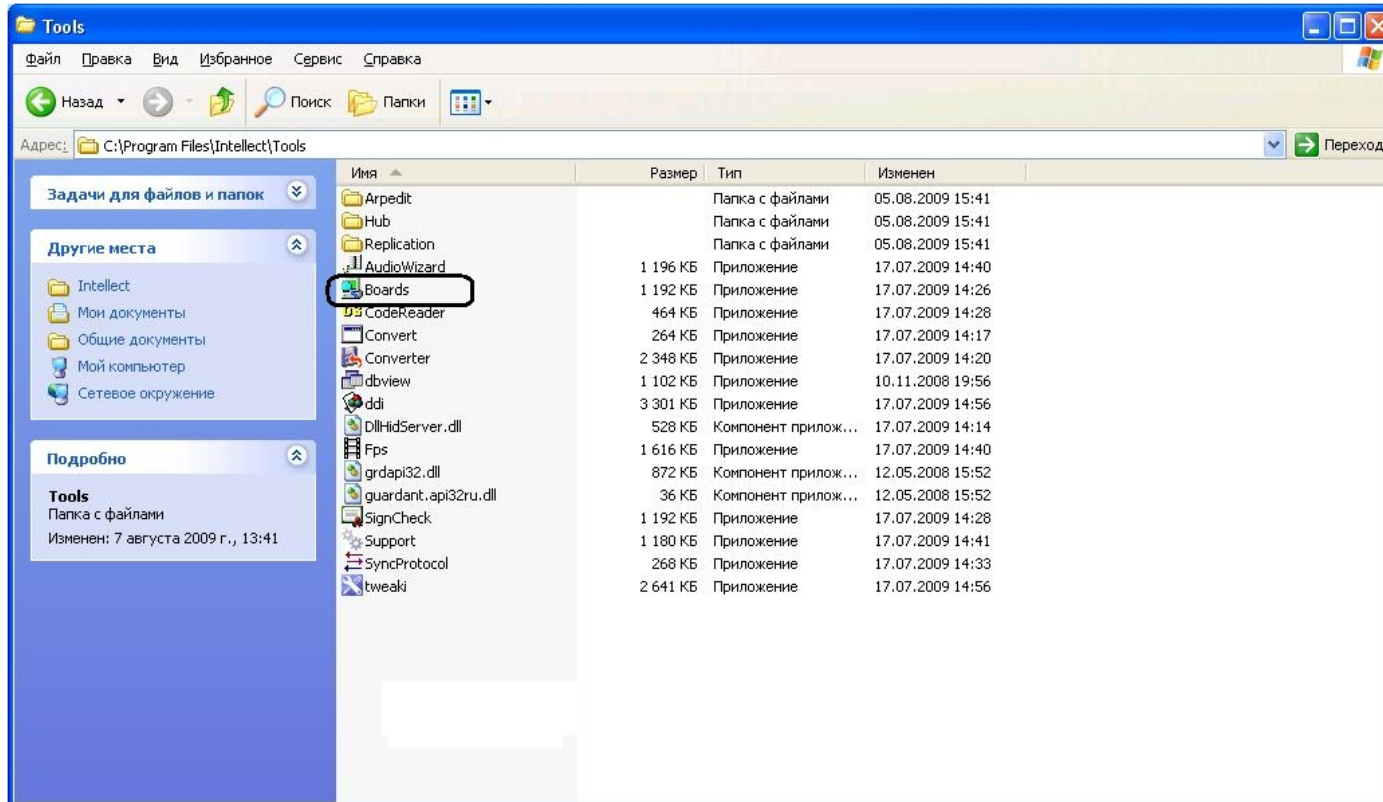 Tools
Файл Правка Вид Избранное Сервис Справка
Назад Поиск Папки
Адрес: C:\Program Files\Intellect\Tools Переход
Задачи для файлов и папок
Другие места
Intellect
Мои документы
Общие документы
Мой компьютер
Сетевое окружение
Подробно
Tools
Папка с файлами
Изменен: 7 августа 2009 г., 13:41
Имя Размер Тип Изменен
Arpedit Папка с файлами 05.08.2009 15:41
Hub Папка с файлами 05.08.2009 15:41
Replication Папка с файлами 05.08.2009 15:41
AudioWizard 1 196 КБ Приложение 17.07.2009 14:40
Boards 1 192 КБ Приложение 17.07.2009 14:26
CodeReader 464 КБ Приложение 17.07.2009 14:28
Convert 264 КБ Приложение 17.07.2009 14:17
Converter 2 348 КБ Приложение 17.07.2009 14:20
dbview 1 102 КБ Приложение 10.11.2008 19:56
ddi 3 301 КБ Приложение 17.07.2009 14:56
DllHidServer.dll 528 КБ Компонент прилож... 17.07.2009 14:14
Fps 1 616 КБ Приложение 17.07.2009 14:40
grdapi32.dll 872 КБ Компонент прилож... 12.05.2008 15:52
guardant.api32ru.dll 36 КБ Компонент прилож... 12.05.2008 15:52
SignCheck 1 192 КБ Приложение 17.07.2009 14:28
Support 1 180 КБ Приложение 17.07.2009 14:41
SyncProtocol 268 КБ Приложение 17.07.2009 14:33
tweaki 2 641 КБ Приложение 17.07.2009 14:56